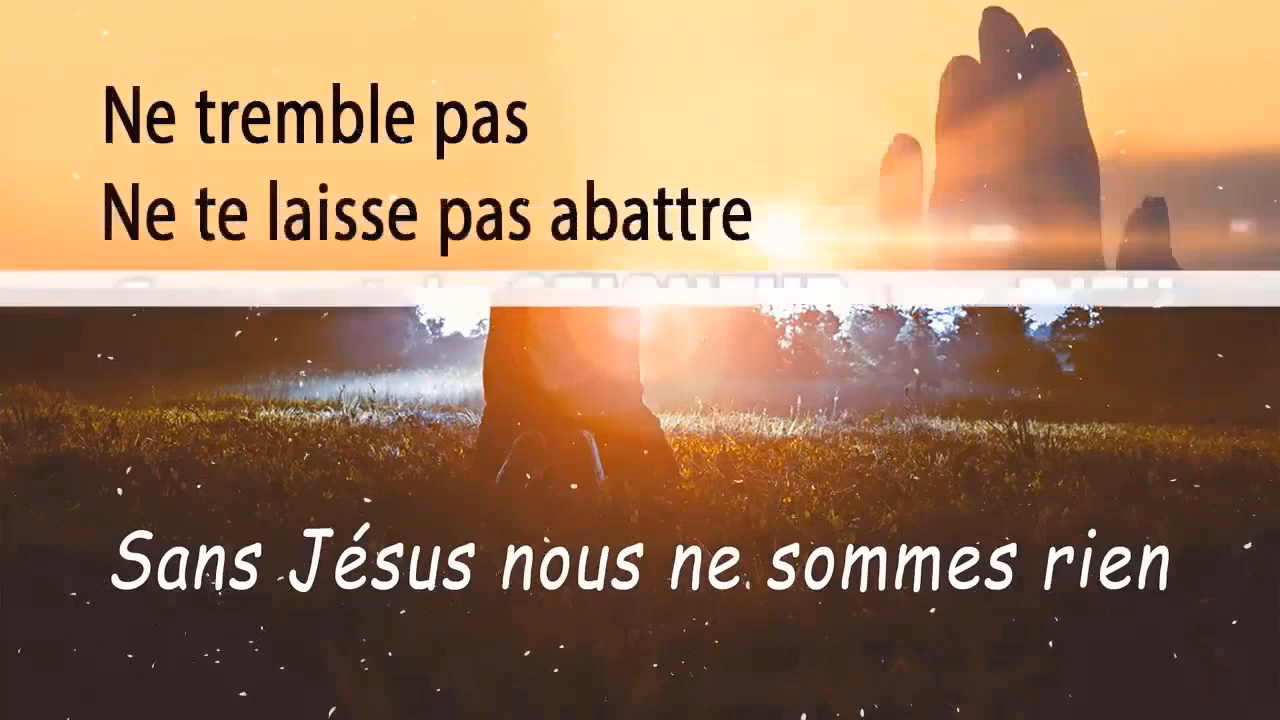 Ne tremble pas
Ne te laisse pas abattre
Sans Jésus nous ne sommes rien